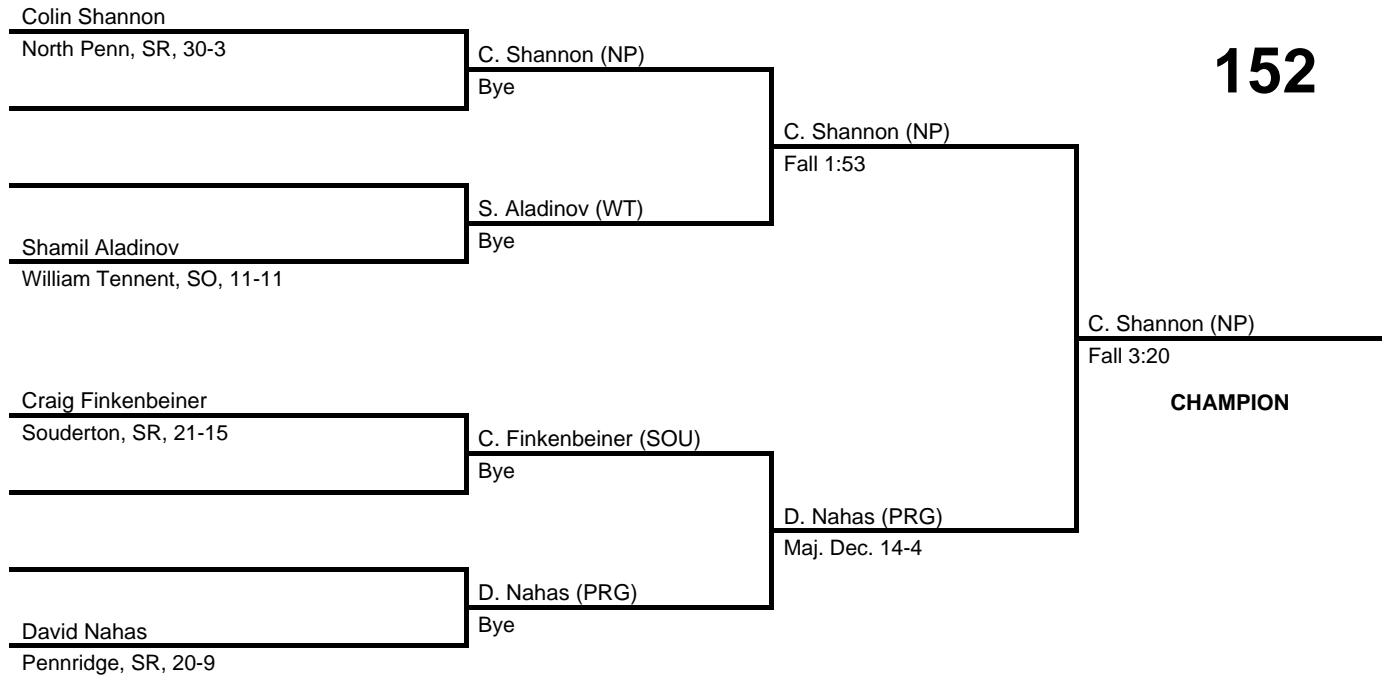 Colin Shannon
North Penn, SR, 30-3
C. Shannon (NP)
Bye
152
C. Shannon (NP)
Fall 1:53
S. Aladinov (WT)
Bye
Shamil Aladinov
William Tennent, SO, 11-11
C. Shannon (NP)
Fall 3:20
CHAMPION
Craig Finkenbeiner
Souderton, SR, 21-15
C. Finkenbeiner (SOU)
Bye
D. Nahas (PRG)
Maj. Dec. 14-4
D. Nahas (PRG)
Bye
David Nahas
Pennridge, SR, 20-9